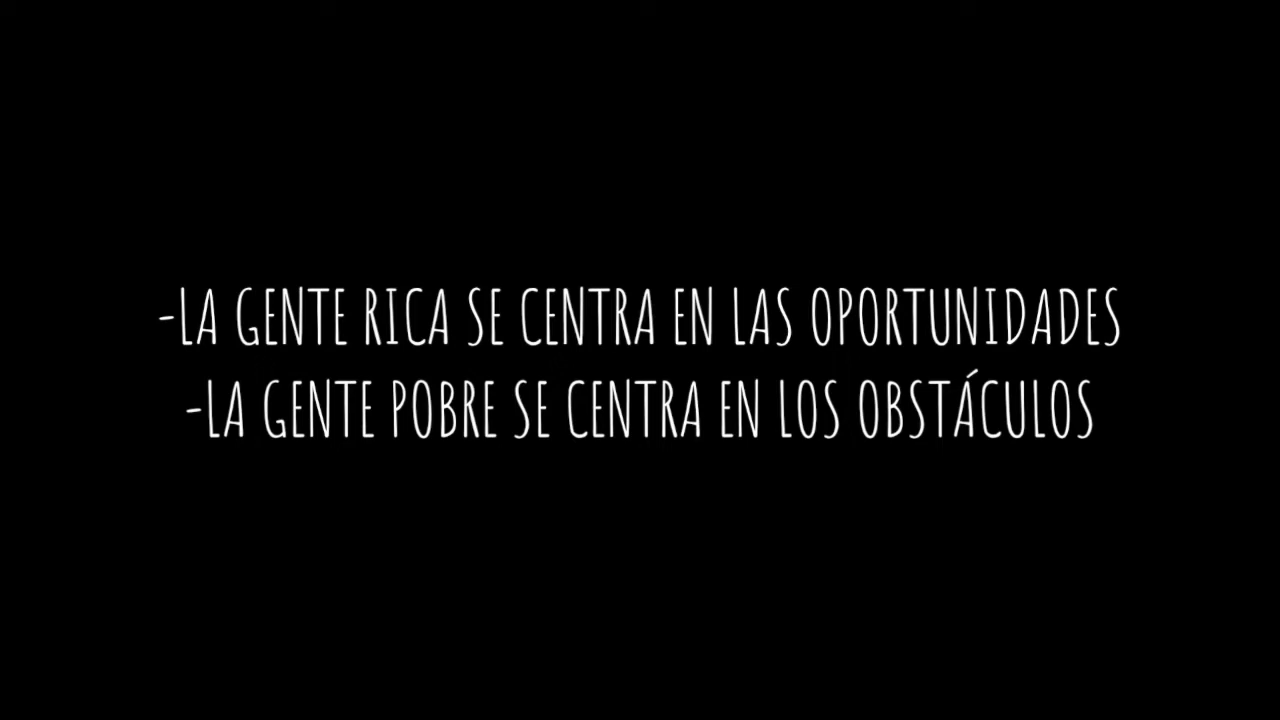 -LA GENTE RICA SE CENTRA EN LAS OPORTUNIDADES
-LA GENTE POBRE SE CENTRA EN LOS OBSTÁCULOS